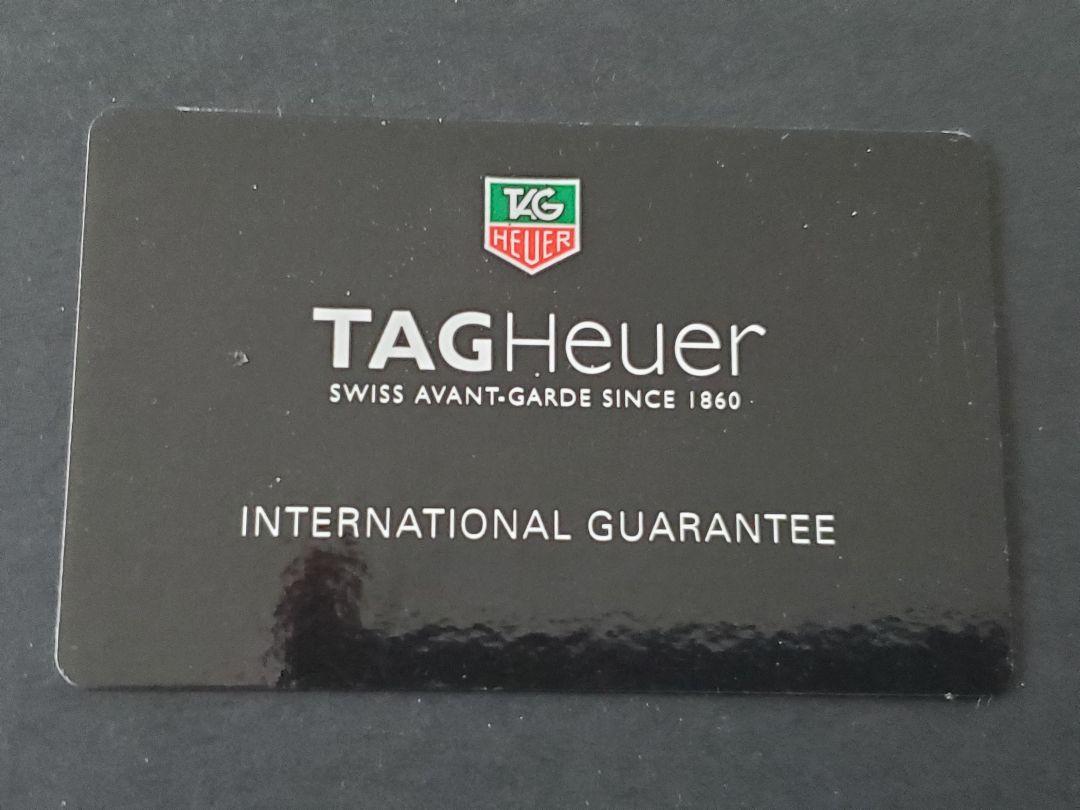 TAG
HEUER
TAGHeuer
SWISS AVANT-GARDE SINCE 1860
INTERNATIONAL GUARANTEE